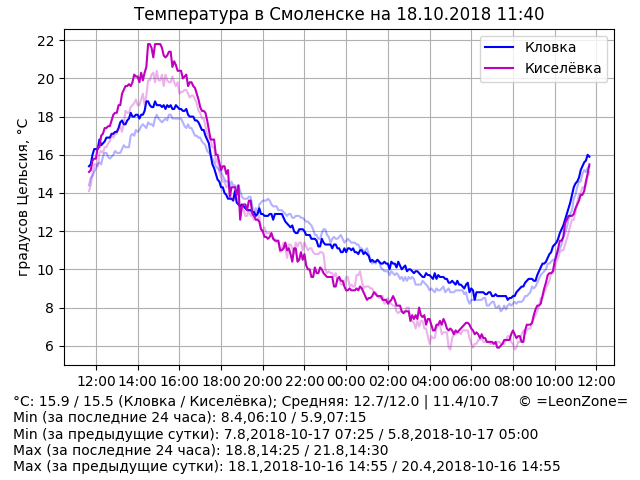 Температура в Смоленске на 18.10.2018 11:40
Кловка
Киселёвка
градусов Цельсия, °C
22
20
18
16
14
12
10
8
6
12:00 14:00 16:00 18:00 20:00 22:00 00:00 02:00 04:00 06:00 08:00 10:00 12:00
°C: 15.9 / 15.5 (Кловка / Киселёвка); Средняя: 12.7/12.0 | 11.4/10.7 © =LeonZone=
Min (за последние 24 часа): 8.4,06:10 / 5.9,07:15
Min (за предыдущие сутки): 7.8,2018-10-17 07:25 / 5.8,2018-10-17 05:00
Max (за последние 24 часа): 18.8,14:25 / 21.8,14:30
Max (за предыдущие сутки): 18.1,2018-10-16 14:55 / 20.4,2018-10-16 14:55